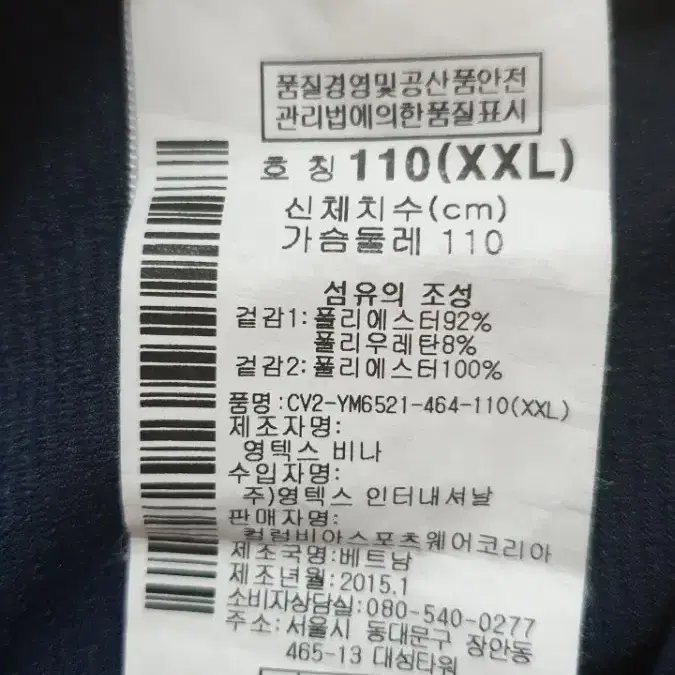 품질경영및공산품안전
관리법에의한품질표시
호 칭 110(XXL)
신체치수(cm)
가슴둘레 110
섬유의 조성
겉감1:폴리에스터92%
폴리우레탄8%
겉감2:폴리에스터100%
품명:CV2-YM6521-464-110(XXL)
제조자명:
영텍스 비나
수입자명:
주)영텍스 인터내셔날
판매자명:
컬럼비아스포츠웨어코리아
제조국명:베트남
제조년월:2015.1
소비자상담실:080-540-0277
주소:서울시 동대문구 장안동
465-13 대성타워